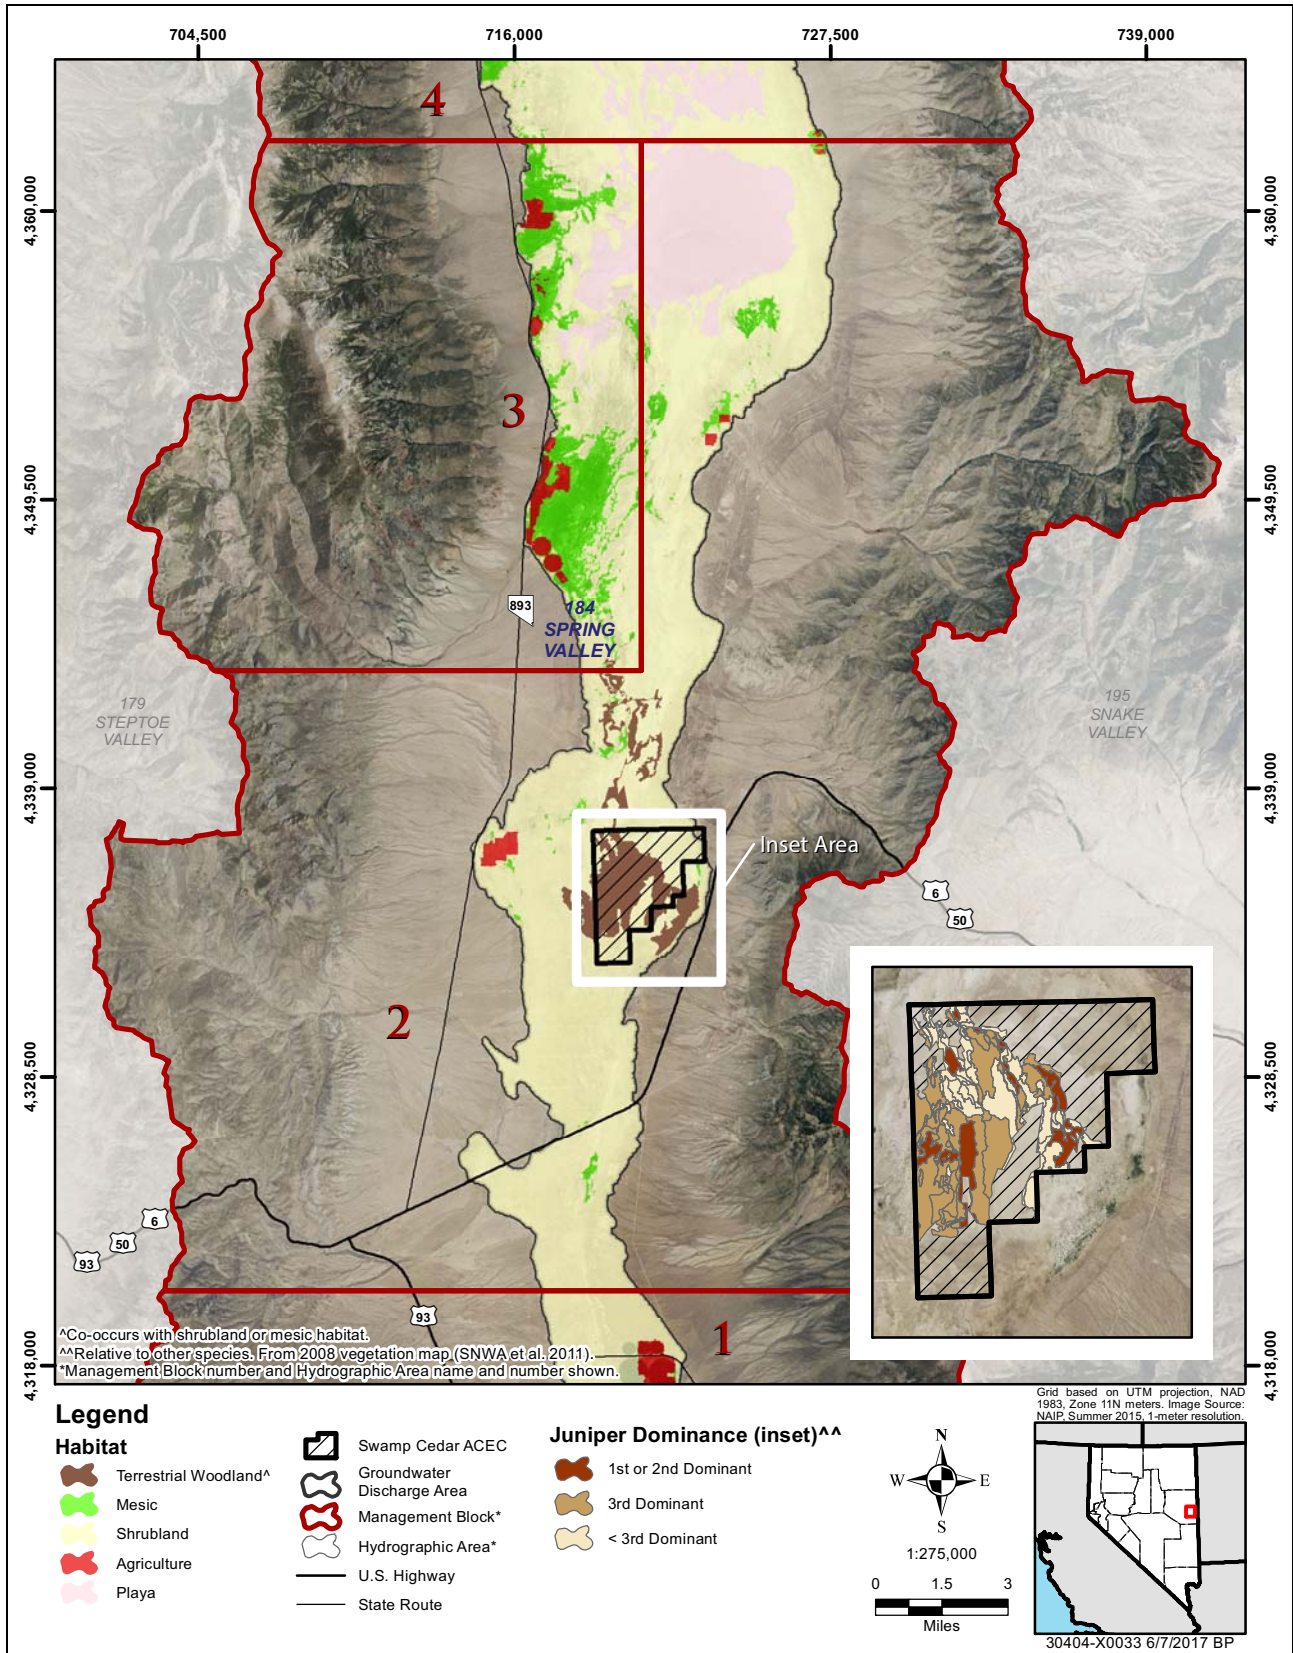 704,500
716,000
727,500
739,000
4,360,000
4,360,000
4,349,500
4,349,500
4,339,000
4,339,000
4,328,500
4,328,500
4,318,000
4,318,000
4
3
893
184
SPRING
VALLEY
179
STEPTOE
VALLEY
195
SNAKE
VALLEY
Inset Area
6
50
2
6
50
93
93
1
^Co-occurs with shrubland or mesic habitat.
^^Relative to other species. From 2008 vegetation map (SNWA et al. 2011).
*Management Block number and Hydrographic Area name and number shown.
Grid based on UTM projection, NAD
1983, Zone 11N meters. Image Source:
NAIP, Summer 2015, 1-meter resolution.
Legend
Habitat
Terrestrial Woodland^
Mesic
Shrubland
Agriculture
Playa
Swamp Cedar ACEC
Groundwater
Discharge Area
Management Block*
Hydrographic Area*
U.S. Highway
State Route
Juniper Dominance (inset)^^
1st or 2nd Dominant
3rd Dominant
< 3rd Dominant
N
W
E
S
1:275,000
0 1.5 3
Miles
30404-X0033 6/7/2017 BP